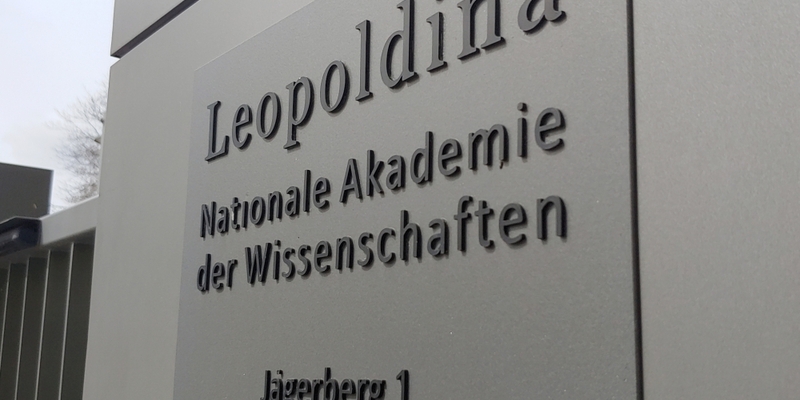 Leopoldina
Nationale Akademie
der Wissenschaften
Jägerberg 1